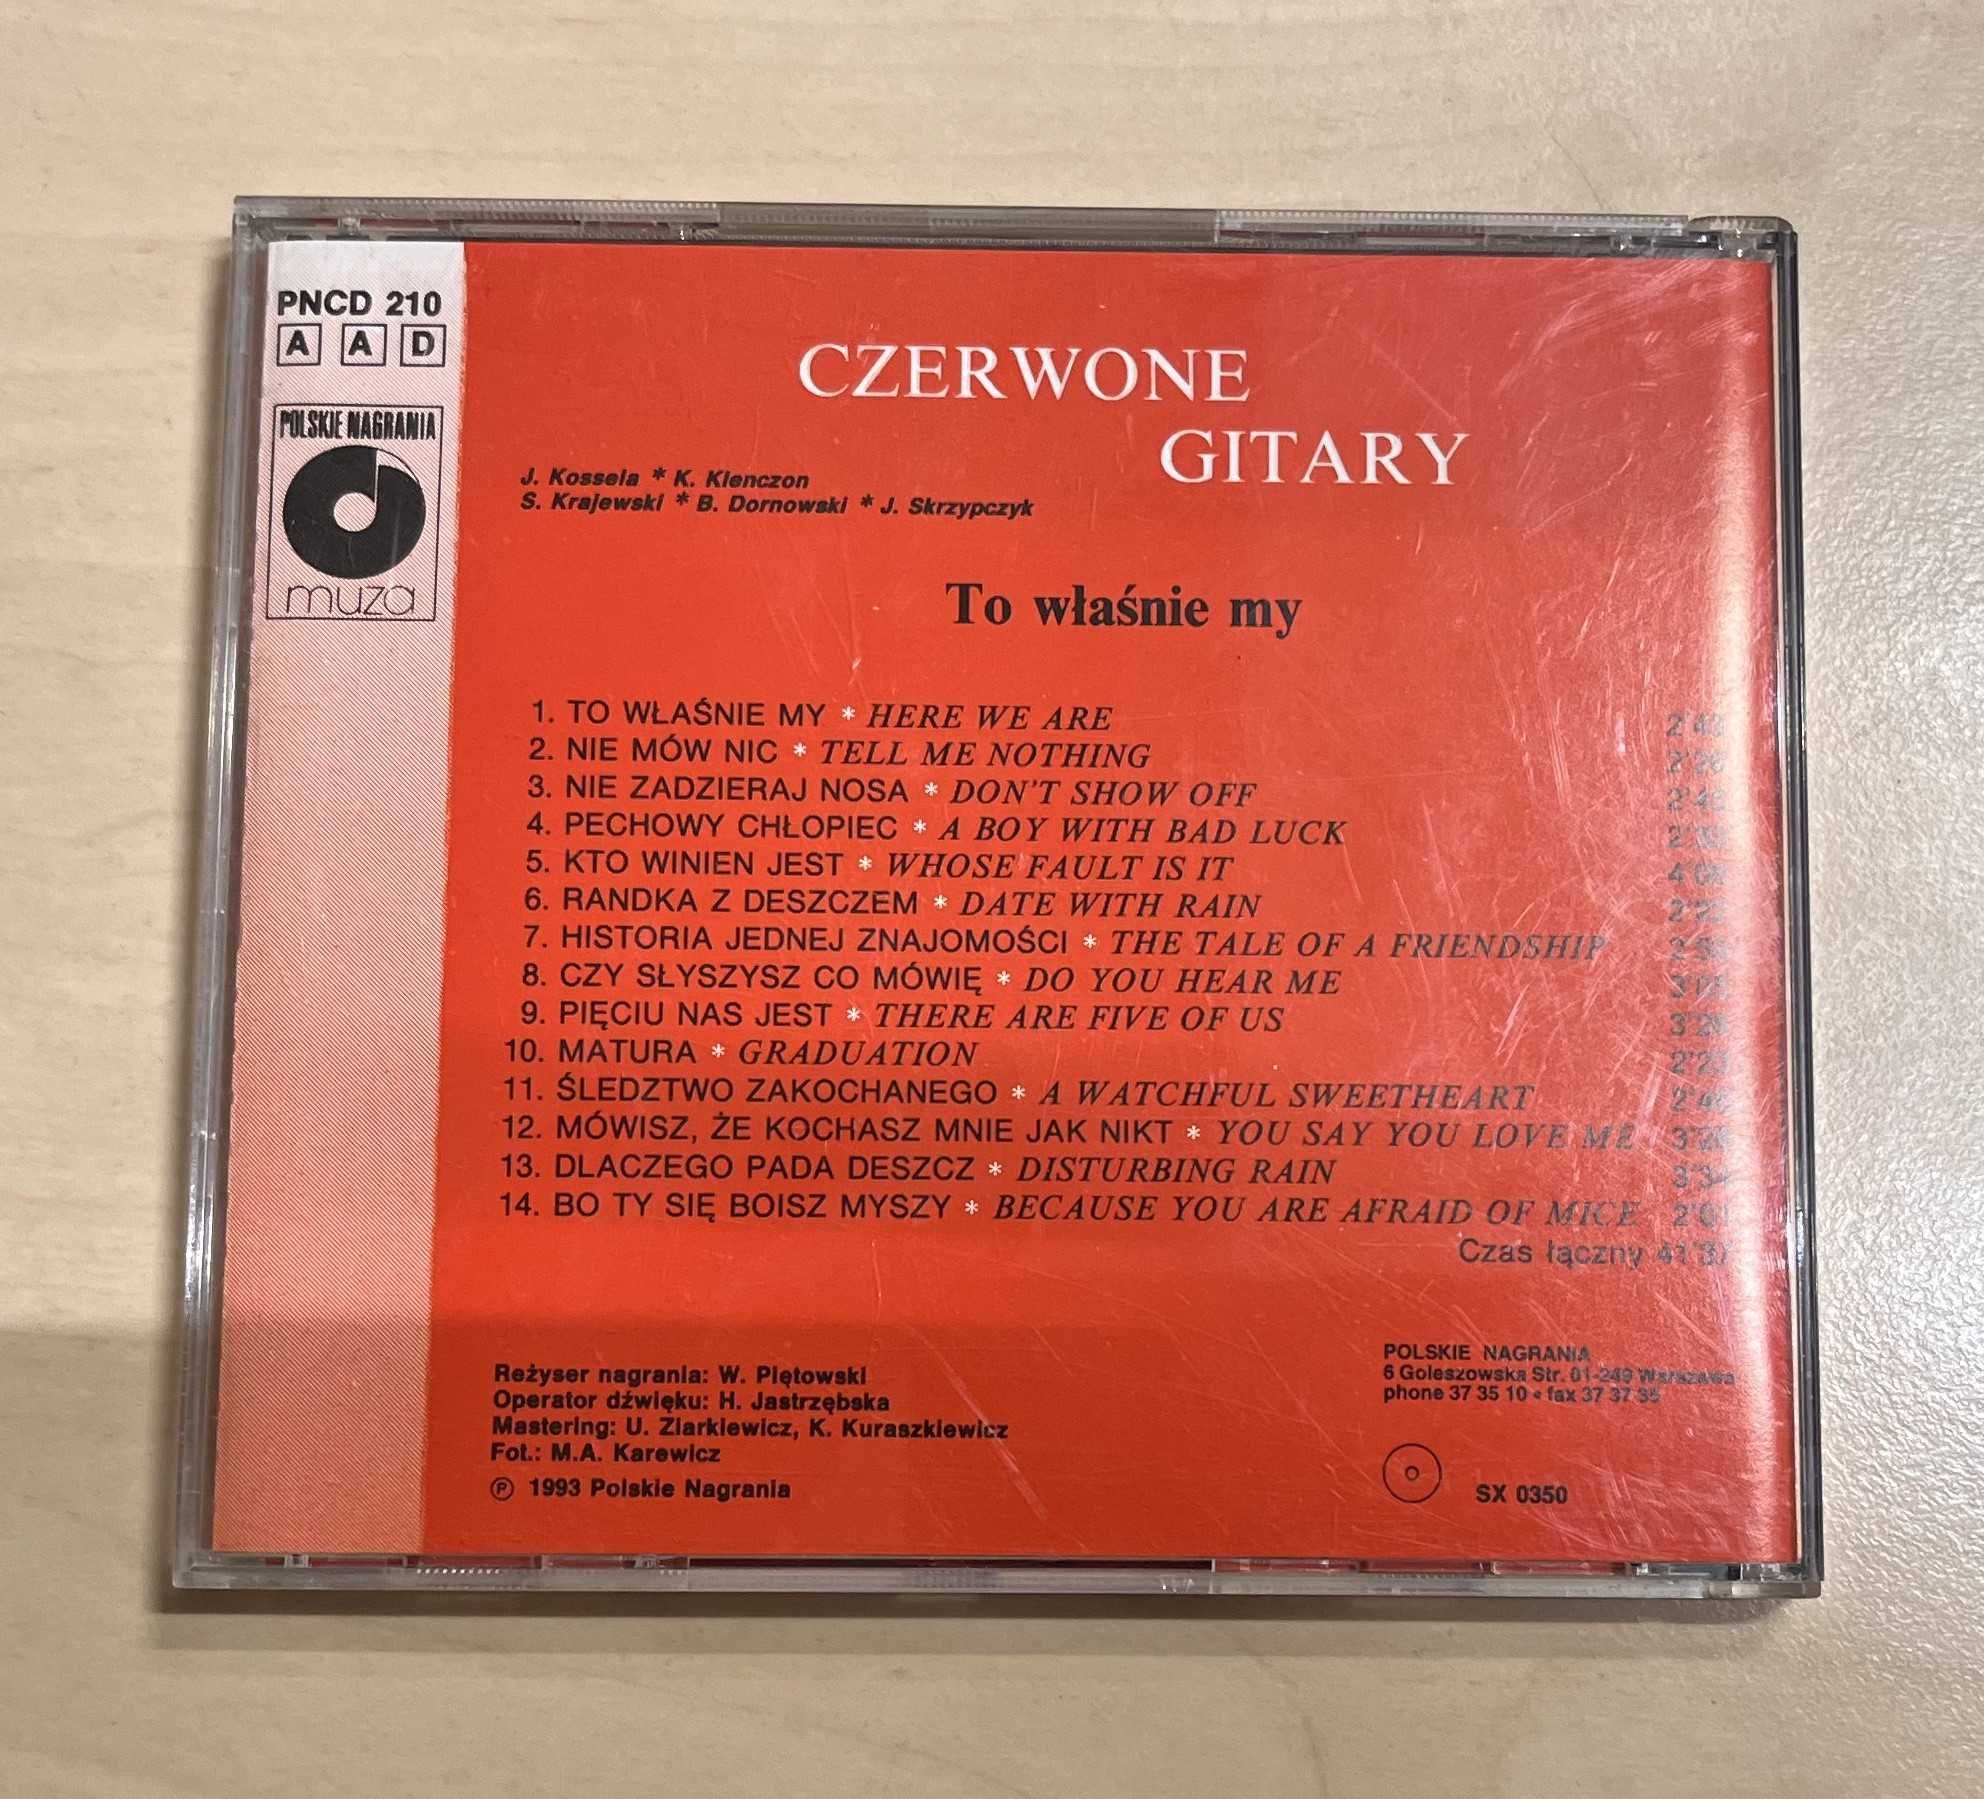 PNCD 210
A A D
POLSKIE NAGRANIA
muza
CZERWONE
GITARY
J. Kossela * K. Klenczon
S. Krajewski * B. Dornowski * J. Skrzypczyk
To właśnie my
1. TO WŁAŚNIE MY * HERE WE ARE
2. NIE MÓW NIC * TELL ME NOTHING
3. NIE ZADZIERAJ NOSA * DON'T SHOW OFF
4. PECHOWY CHŁOPIEC * A BOY WITH BAD LUCK
5. KTO WINIEN JEST * WHOSE FAULT IS IT
6. RANDKA Z DESZCZEM * DATE WITH RAIN
7. HISTORIA JEDNEJ ZNAJOMOŚCI * THE TALE OF A FRIENDSHIP
8. CZY SŁYSZYSZ CO MÓWIĘ * DO YOU HEAR ME
9. PIĘCIU NAS JEST * THERE ARE FIVE OF US
10. MATURA * GRADUATION
11. ŚLEDZTWO ZAKOCHANEGO * A WATCHFUL SWEETHEART
12. MÓWISZ, ŻE KOCHASZ MNIE JAK NIKT * YOU SAY YOU LOVE ME
13. DLACZEGO PADA DESZCZ * DISTURBING RAIN
14. BO TY SIĘ BOISZ MYSZY * BECAUSE YOU ARE AFRAID OF MICE
Czas łączny
Reżyser nagrania: W. Piętowski
Operator dźwięku: H. Jastrzębska
Mastering: U. Ziarkiewicz, K. Kuraszkiewicz
Fot.: M.A. Karewicz
℗ 1993 Polskie Nagrania
POLSKIE NAGRANIA
6 Goleszowska Str. 01-249 Warszawa
phone 37 35 10 • fax 37 37 35
SX 0350